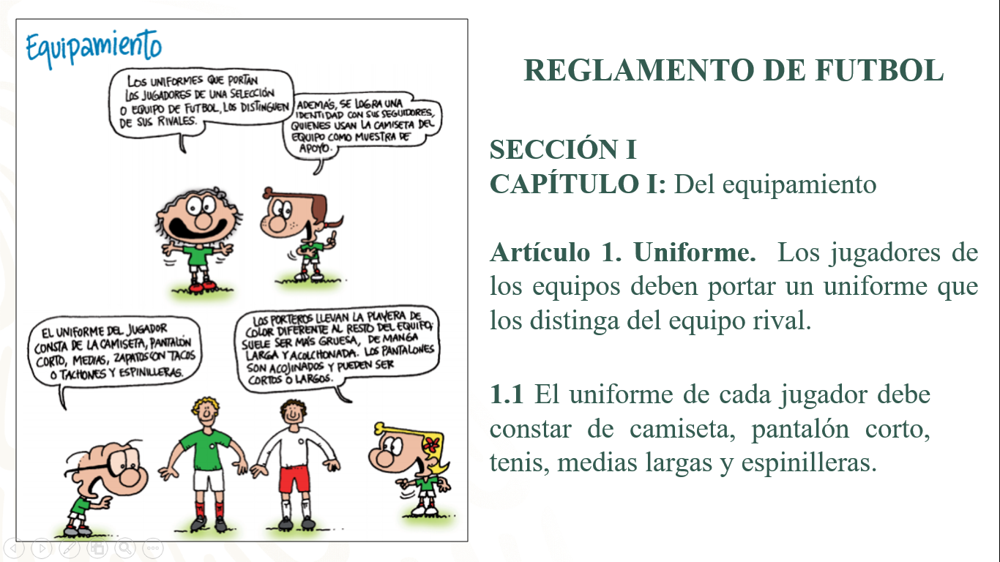 Equipamiento
LOS UNIFORMES QUE PORTAN
LOS JUGADORES DE UNA SELECCIÓN
O EQUIPO DE FUTBOL, LOS DISTINGUEN
DE SUS RIVALES.
ADEMÁS, SE LOGRA UNA
IDENTIDAD CON SUS SEGUIDORES,
QUIENES USAN LA CAMISETA DEL
EQUIPO COMO MUESTRA DE
APOYO.
EL UNIFORME DEL JUGADOR
CONSTA DE LA CAMISETA, PANTALÓN
CORTO, MEDIAS, ZAPATOS CON TACOS
O TACHONES Y ESPINILLERAS.
LOS PORTEROS LLEVAN LA PLAYERA DE
COLOR DIFERENTE AL RESTO DEL EQUIPO;
SUELE SER MÁS GRUESA, DE MANGA
LARGA Y ACOLCHONADA. LOS PANTALONES
SON ACOJINADOS Y PUEDEN SER
CORTOS O LARGOS.
REGLAMENTO DE FUTBOL
SECCIÓN I
CAPÍTULO I: Del equipamiento
Artículo 1. Uniforme. Los jugadores de
los equipos deben portar un uniforme que
los distinga del equipo rival.
1.1 El uniforme de cada jugador debe
constar de camiseta, pantalón corto,
tenis, medias largas y espinilleras.